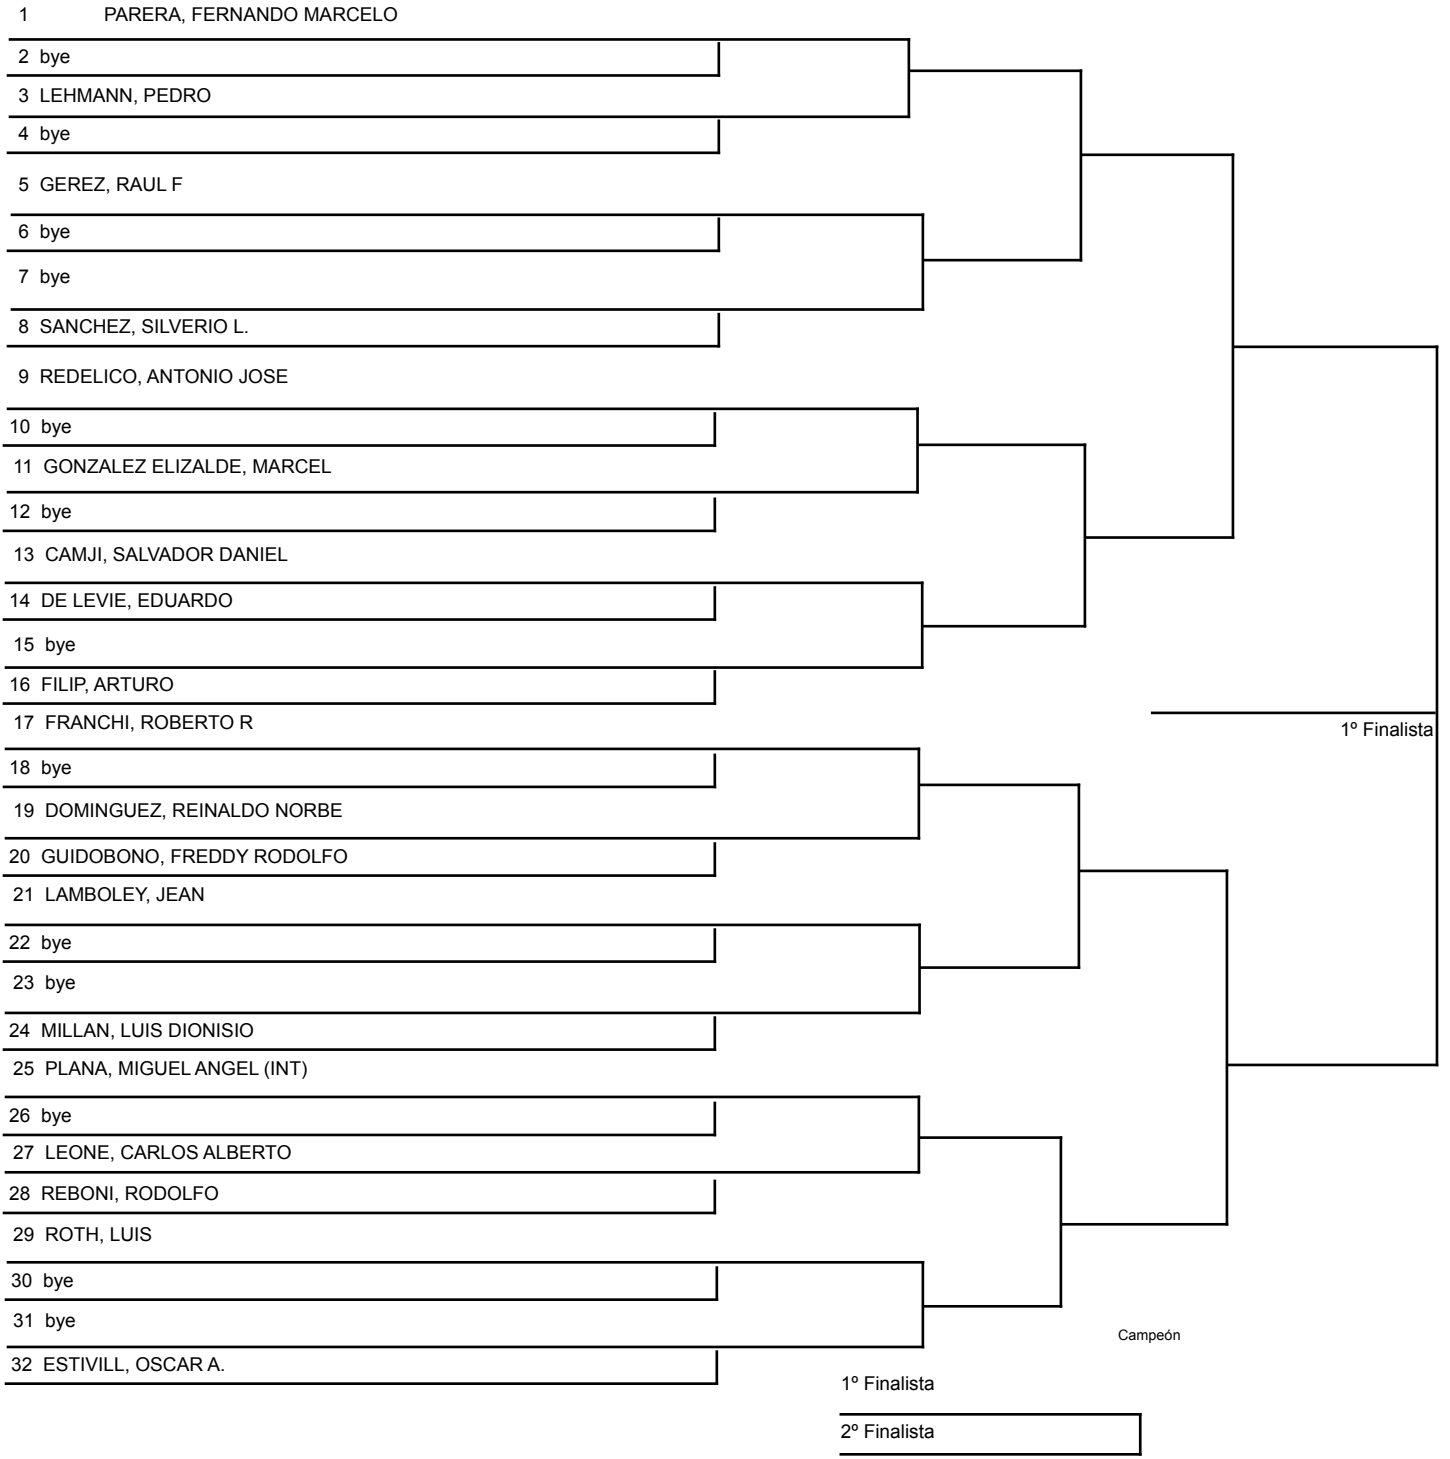 1 PARERA, FERNANDO MARCELO
2 bye
3 LEHMANN, PEDRO
4 bye
5 GEREZ, RAUL F
6 bye
7 bye
8 SANCHEZ, SILVERIO L.
9 REDELICO, ANTONIO JOSE
10 bye
11 GONZALEZ ELIZALDE, MARCEL
12 bye
13 CAMJI, SALVADOR DANIEL
14 DE LEVIE, EDUARDO
15 bye
16 FILIP, ARTURO
17 FRANCHI, ROBERTO R
1º Finalista
18 bye
19 DOMINGUEZ, REINALDO NORBE
20 GUIDOBONO, FREDDY RODOLFO
21 LAMBOLEY, JEAN
22 bye
23 bye
24 MILLAN, LUIS DIONISIO
25 PLANA, MIGUEL ANGEL (INT)
26 bye
27 LEONE, CARLOS ALBERTO
28 REBONI, RODOLFO
29 ROTH, LUIS
30 bye
31 bye
Campeón
32 ESTIVILL, OSCAR A.
1º Finalista
2º Finalista